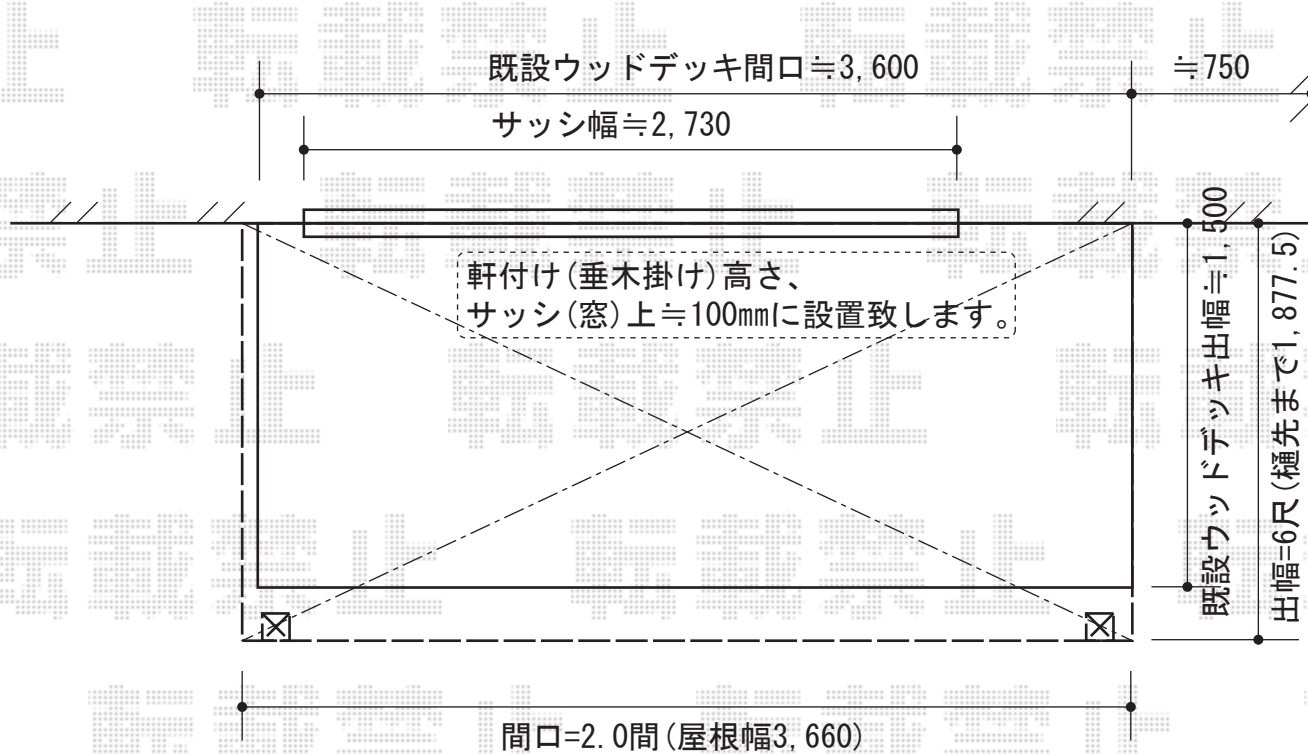 既設ウッドデッキ間口≒3,600
≒750
サッシ幅≒2,730
軒付け(垂木掛け)高さ、
サッシ(窓)上≒100mmに設置致します。
既設ウッドデッキ出幅≒1,500
出幅=6尺(樋先まで1,877.5)
間口=2.0間(屋根幅3,660)
転載禁止